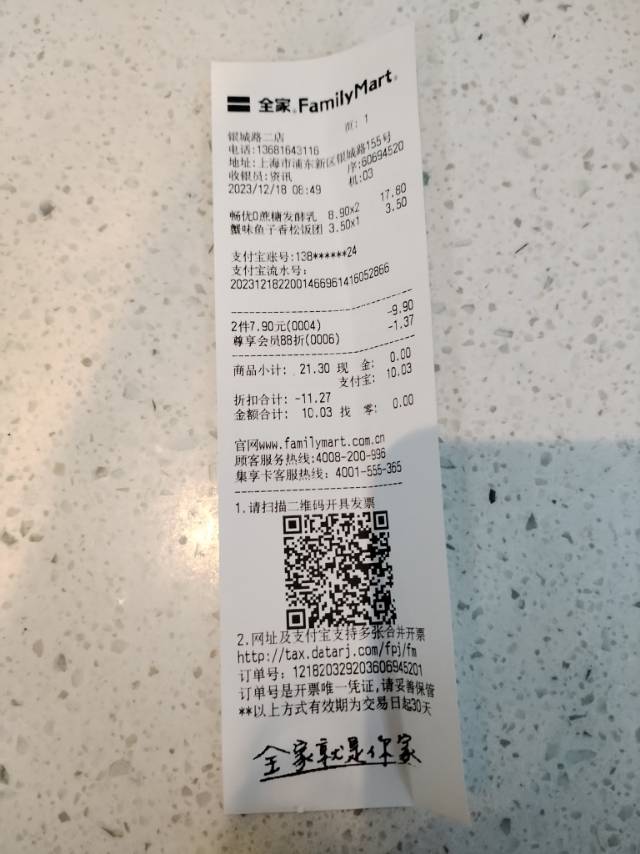 全家 FamilyMart
页: 1
银城路二店
电话:13681643116
地址:上海市浦东新区银城路155号
收银员:资讯 序:60694520
2023/12/18 08:49 机:03
畅优0蔗糖发酵乳 8.90x2 17.80
蟹味鱼子香松饭团 3.50x1 3.50
支付宝账号:138******24
支付宝流水号:
2023121822001466961416052866
2件7.90元(0004) -9.90
尊享会员88折(0006) -1.37
商品小计: 21.30 现 金: 0.00
支付宝: 10.03
折扣合计: -11.27
金额合计: 10.03 找 零: 0.00
官网www.familymart.com.cn
顾客服务热线:4008-200-996
集享卡客服热线: 4001-555-365
1.请扫描二维码开具发票
2.网址及支付宝支持多张合并开票
http://tax.datarj.com/fpj/fm
订单号: 121820329203606945201
订单号是开票唯一凭证,请妥善保管
**以上方式有效期为交易日起30天
全家就是你家